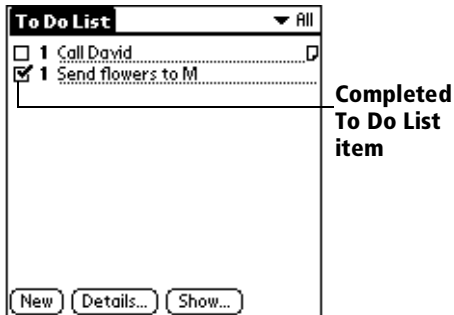 To Do List All
1 Call David
1 Send flowers to M
Completed
To Do List
item
New Details... Show...